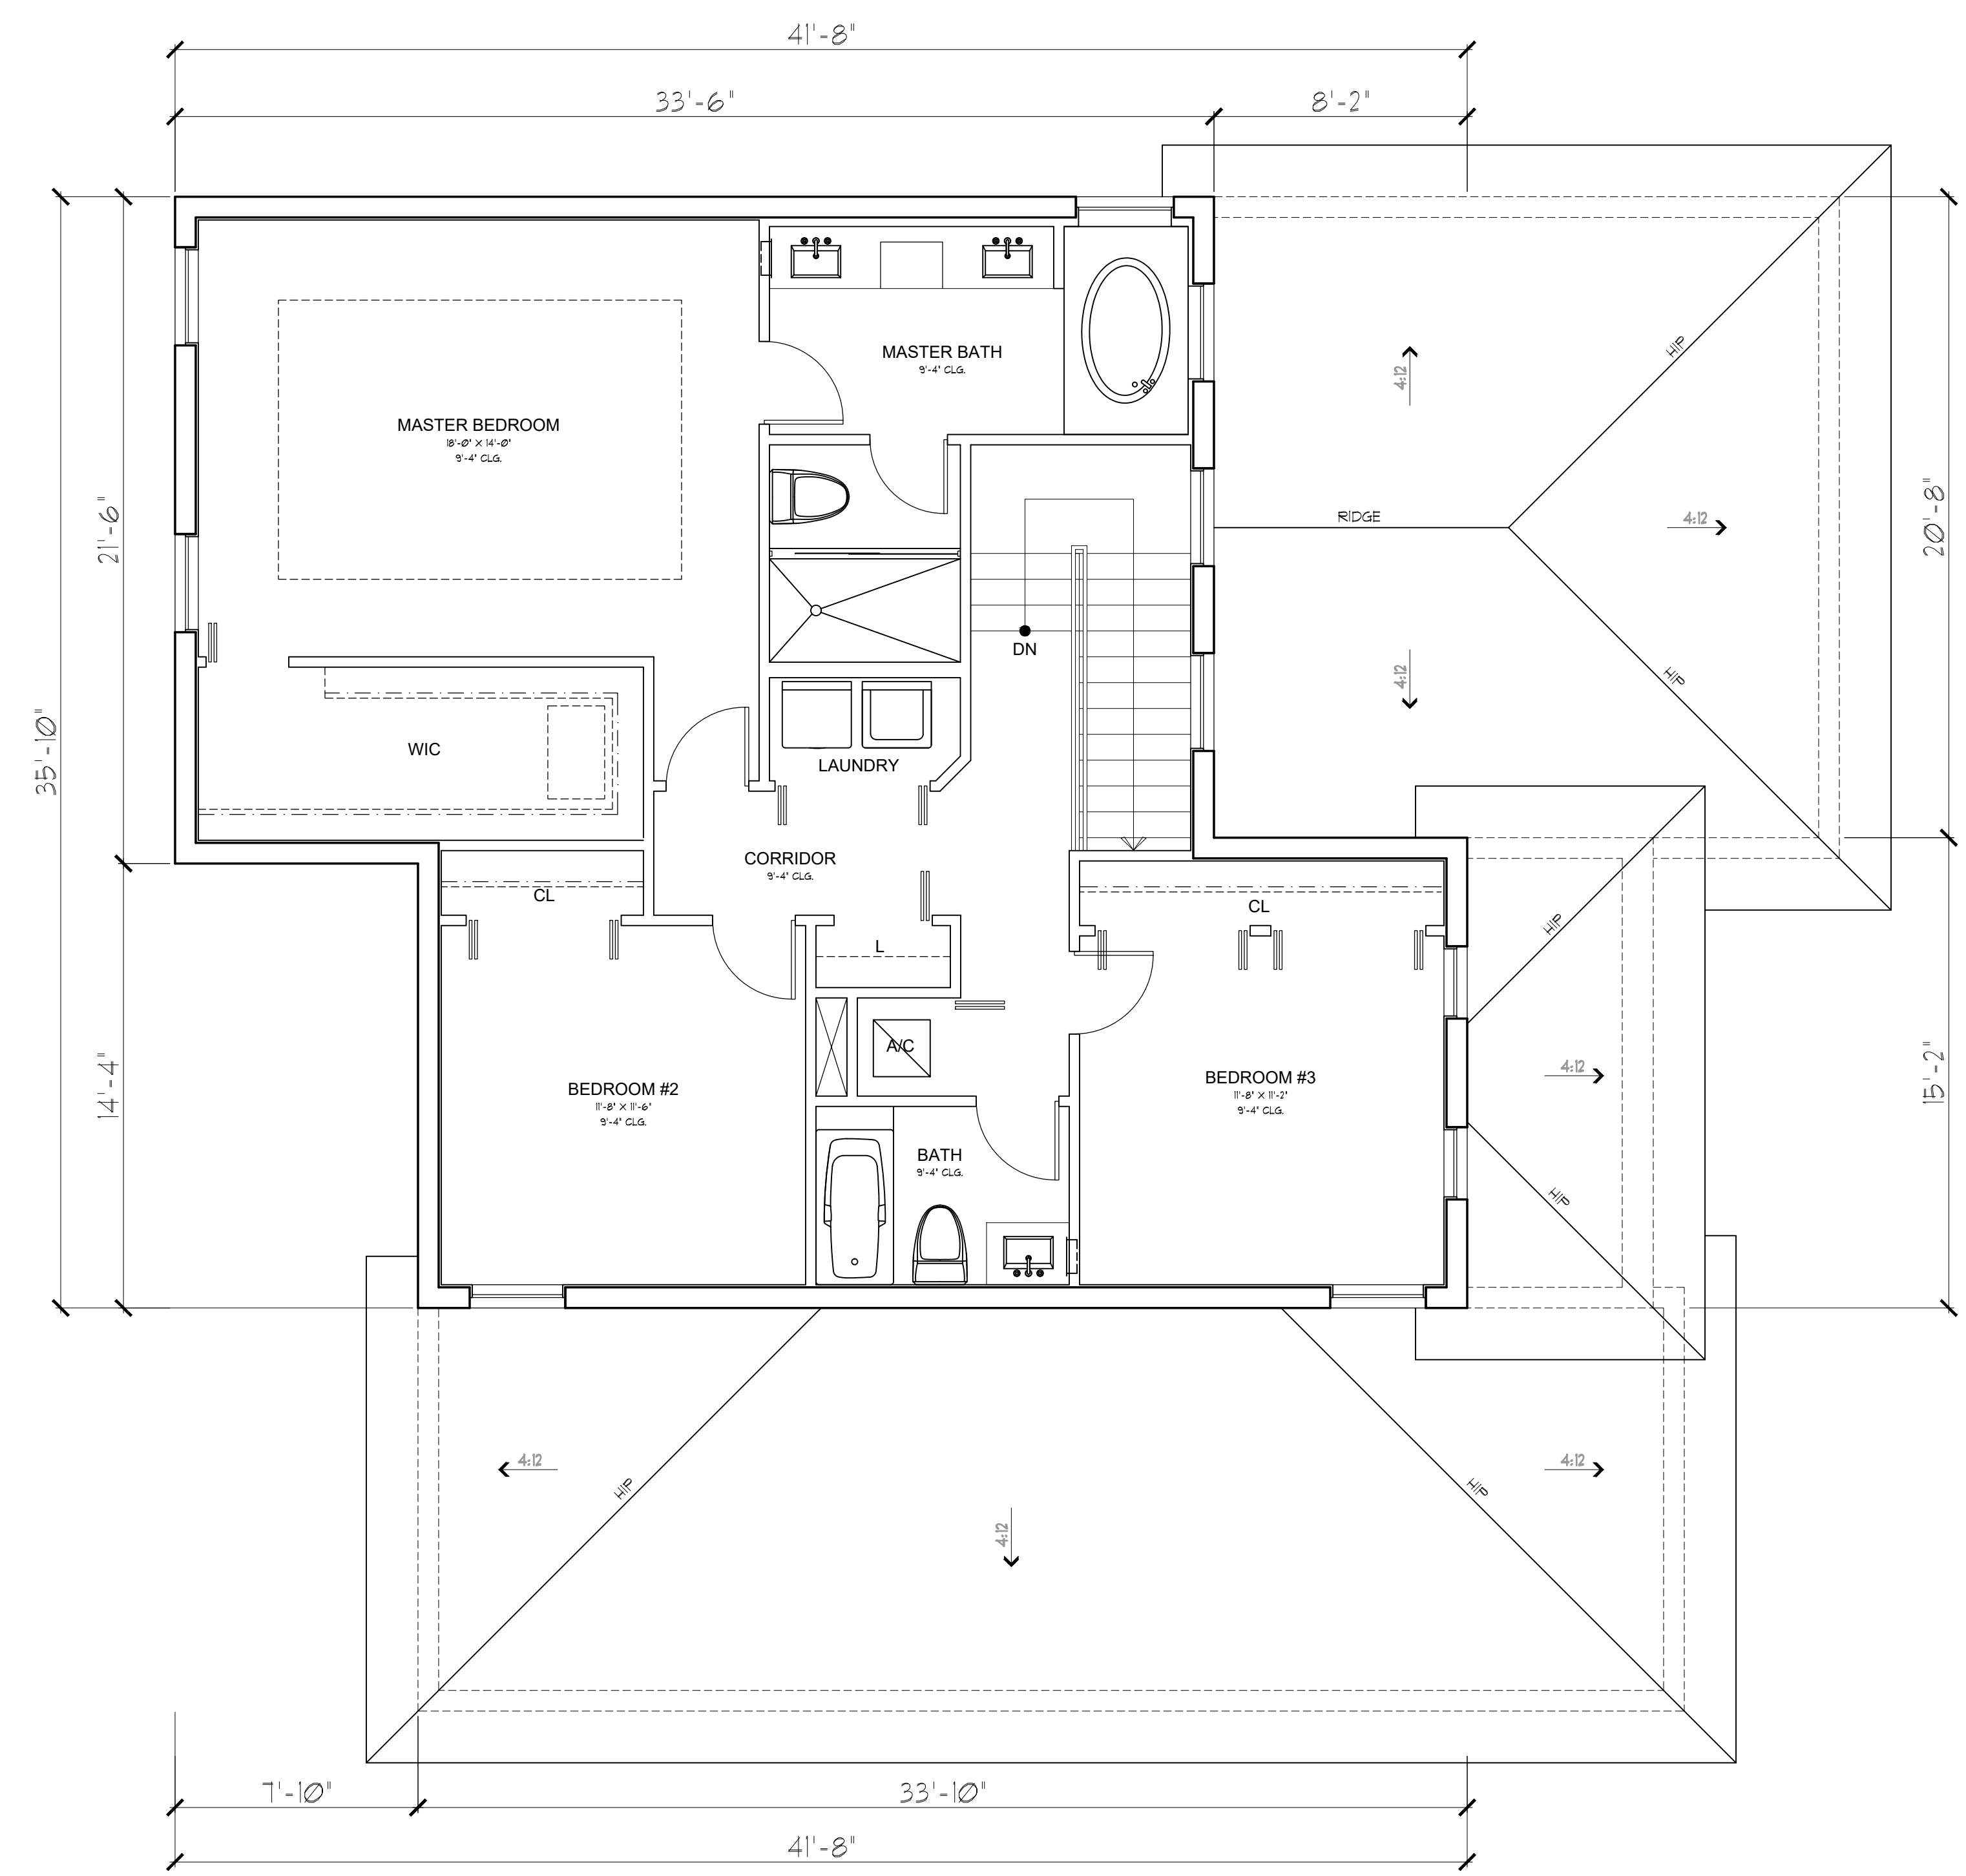 41'-8"
33'-6"
8'-2"
MASTER BATH
9'-4" CLG.
HIP
4:12
MASTER BEDROOM
18'-0" X 14'-0"
9'-4" CLG.
21'-6"
RIDGE
4:12
20'-8"
DN
4:12
HIP
35'-10"
WIC
LAUNDRY
CORRIDOR
9'-4" CLG.
CL
CL
L
HIP
A/C
14'-4"
BEDROOM #2
11'-8" X 11'-6"
9'-4" CLG.
BEDROOM #3
11'-8" X 11'-2"
9'-4" CLG.
4:12
15'-2"
BATH
9'-4" CLG.
HIP
4:12
HIP
HIP
4:12
4:12
7'-10"
33'-10"
41'-8"